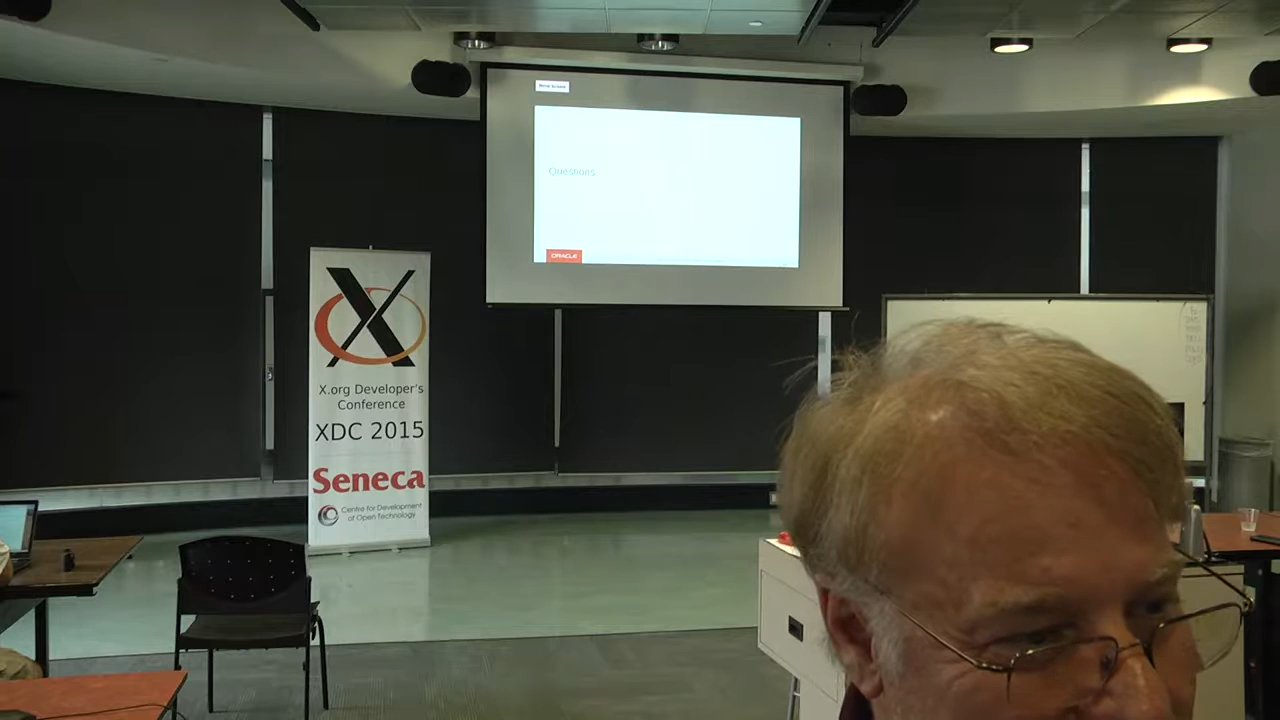 Questions
ORACLE
X.org Developer's
Conference
XDC 2015
Seneca
Centre for Development
of Open Technology